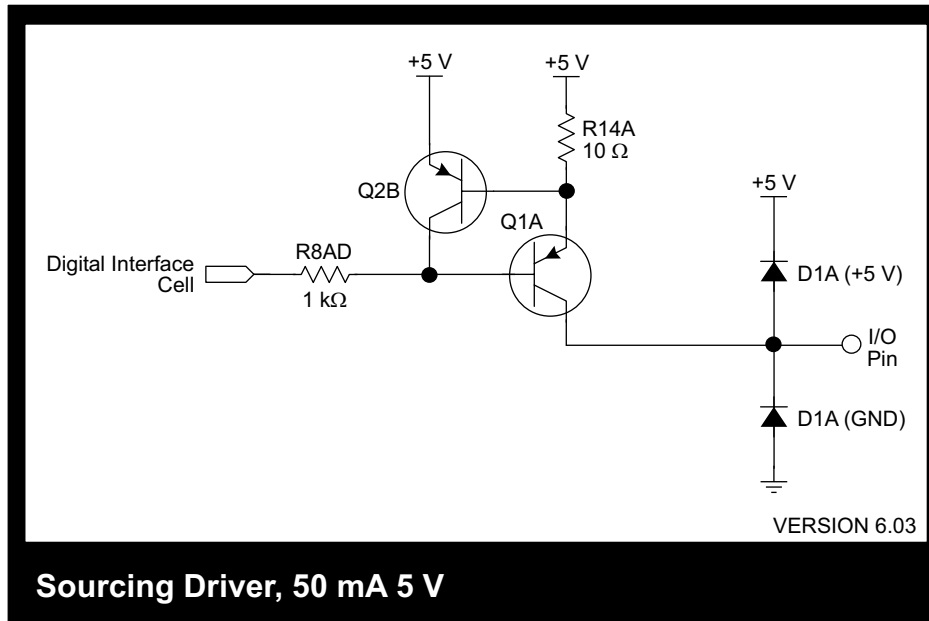 +5 V
+5 V
R14A
10 Ω
Q2B
+5 V
Q1A
R8AD
Digital Interface
Cell
1 kΩ
D1A (+5 V)
I/O
Pin
D1A (GND)
VERSION 6.03
Sourcing Driver, 50 mA 5 V